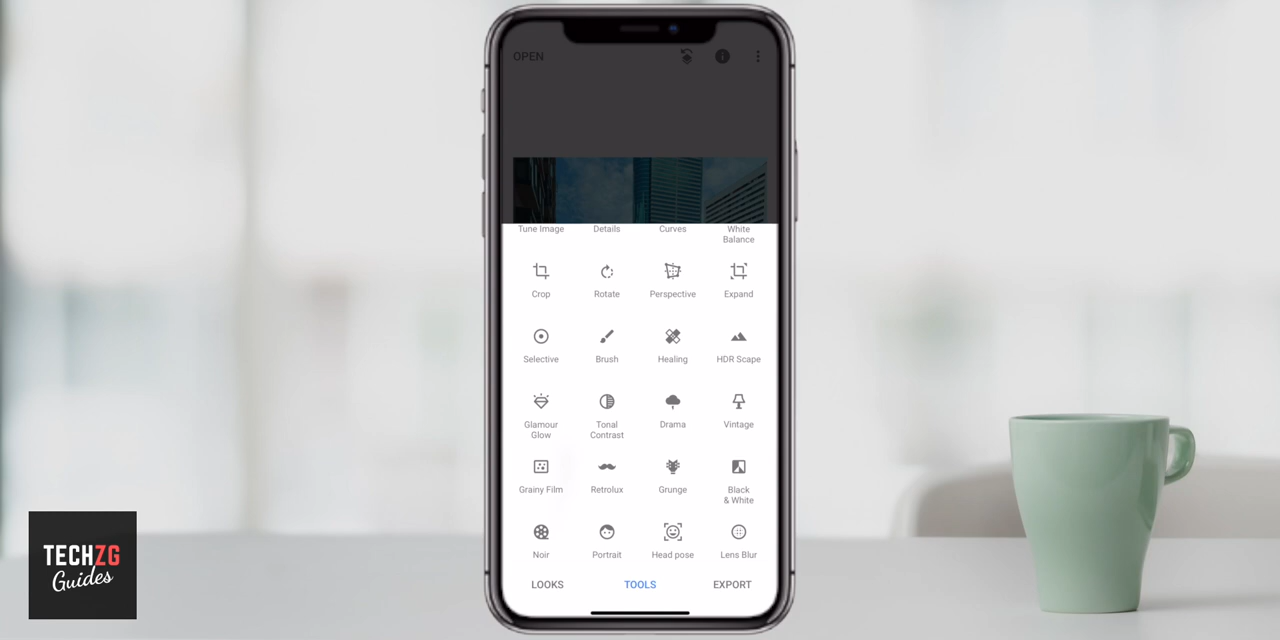 OPEN
Tune Image Details Curves White
Balance
Crop Rotate Perspective Expand
Selective Brush Healing HDR Scape
Glamour Tonal Drama Vintage
Glow Contrast
Grainy Film Retrolux Grunge Black
& White
Noir Portrait Head pose Lens Blur
LOOKS TOOLS EXPORT
TECHZG
Guides